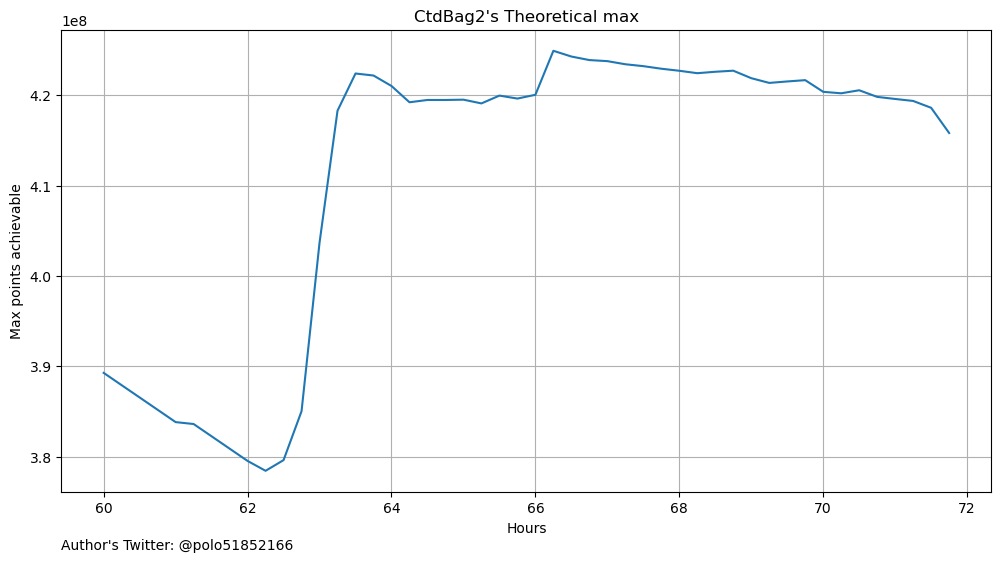 CtdBag2's Theoretical max
1e8
Max points achievable
4.2
4.1
4.0
3.9
3.8
60 62 64 66 68 70 72
Hours
Author's Twitter: @polo51852166